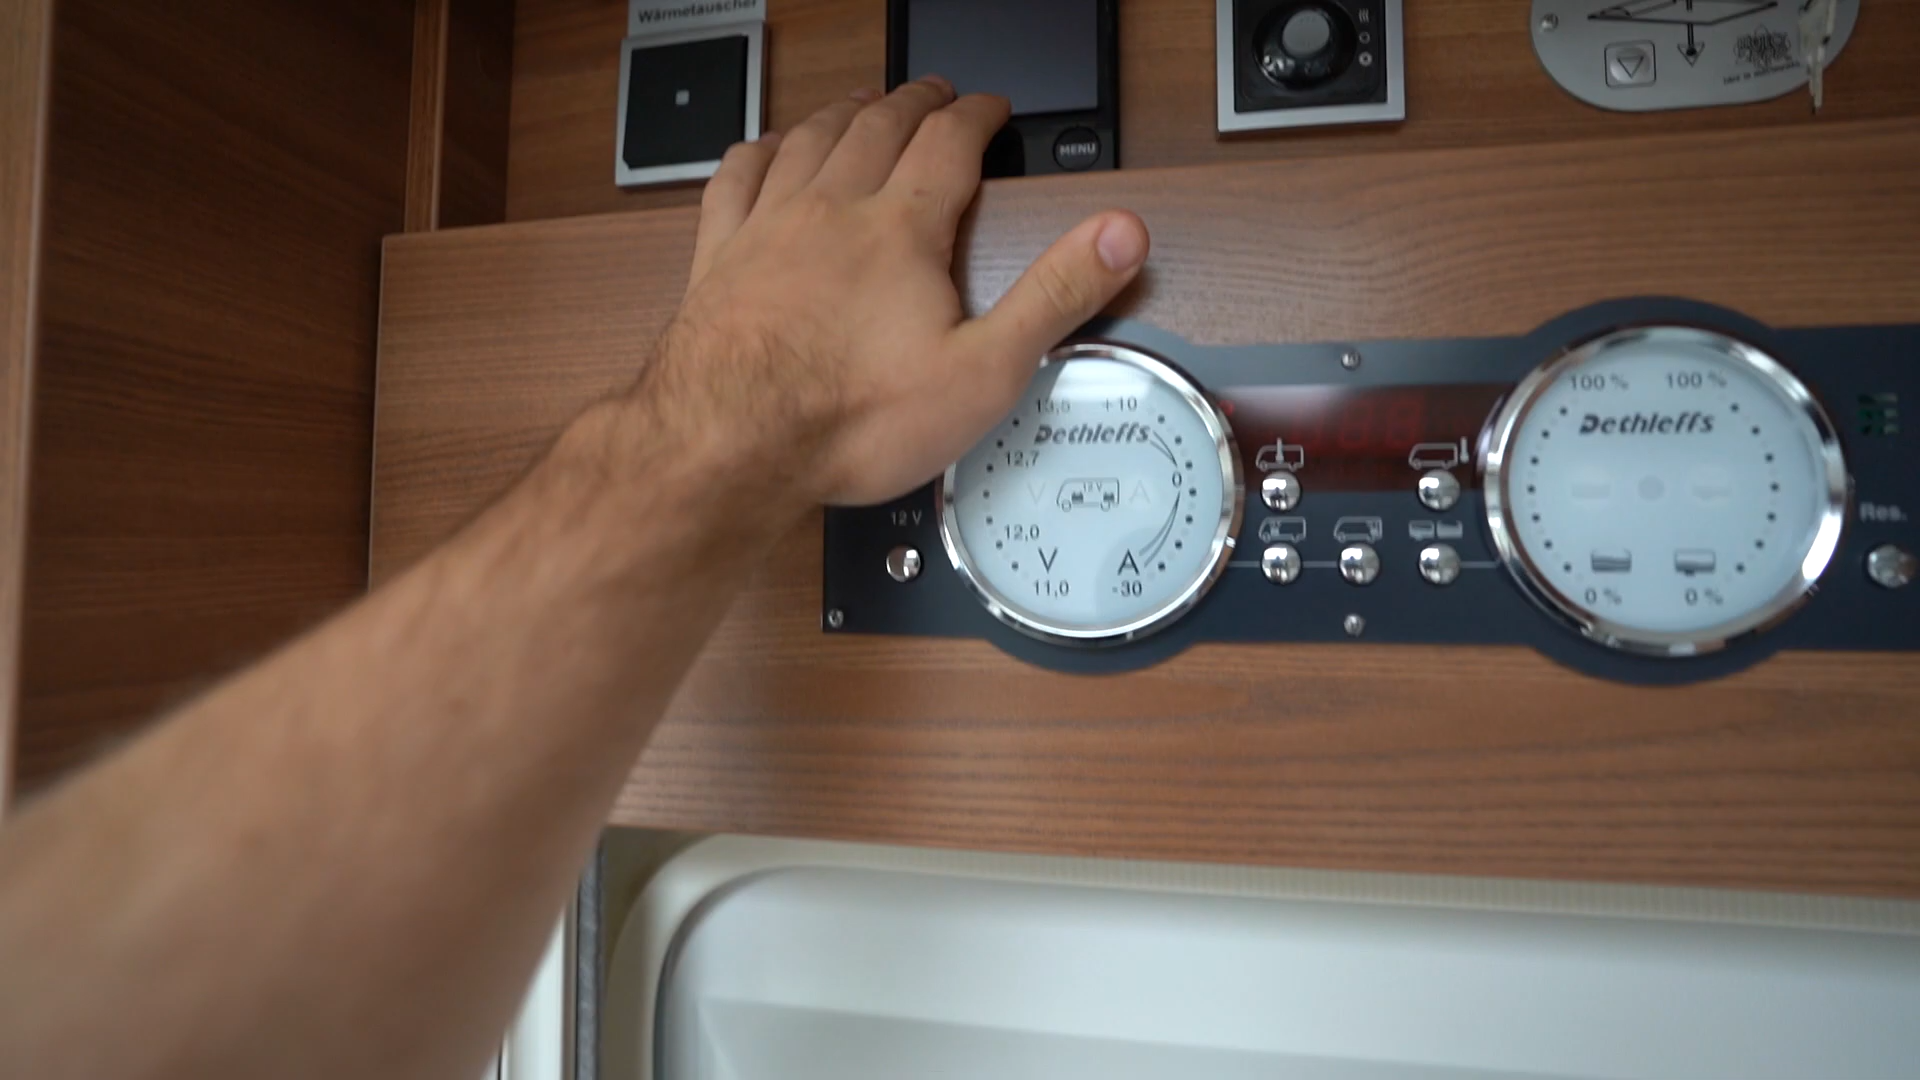 Wärmetauscher
MENU
13,5 +10
Dethleffs
12,7
0
12 V
V A
12,0
V A
11,0 -30
12 V
100 % 100 %
Dethleffs
0 % 0 %
Res.